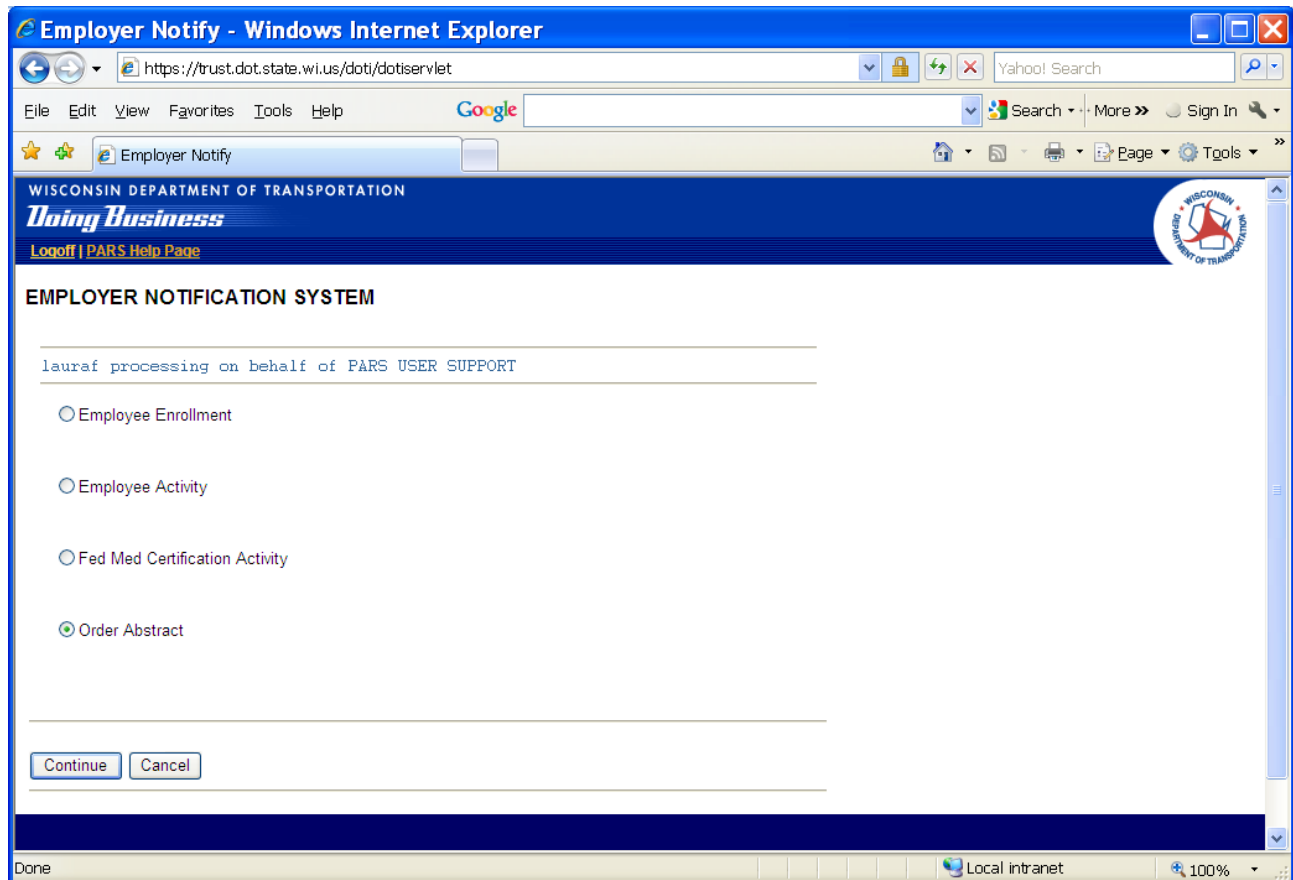 Employer Notify - Windows Internet Explorer
https://trust.dot.state.wi.us/doti/dotiservlet
Yahoo! Search
File Edit View Favorites Tools Help Google Search More >> Sign In
Employer Notify Page Tools >>
WISCONSIN DEPARTMENT OF TRANSPORTATION
Doing Business
WISCONSIN DEPARTMENT OF TRANSPORTATION
Logoff | PARS Help Page
EMPLOYER NOTIFICATION SYSTEM
lauraf processing on behalf of PARS USER SUPPORT
Employee Enrollment
Employee Activity
Fed Med Certification Activity
Order Abstract
Continue Cancel
Done Local intranet 100%